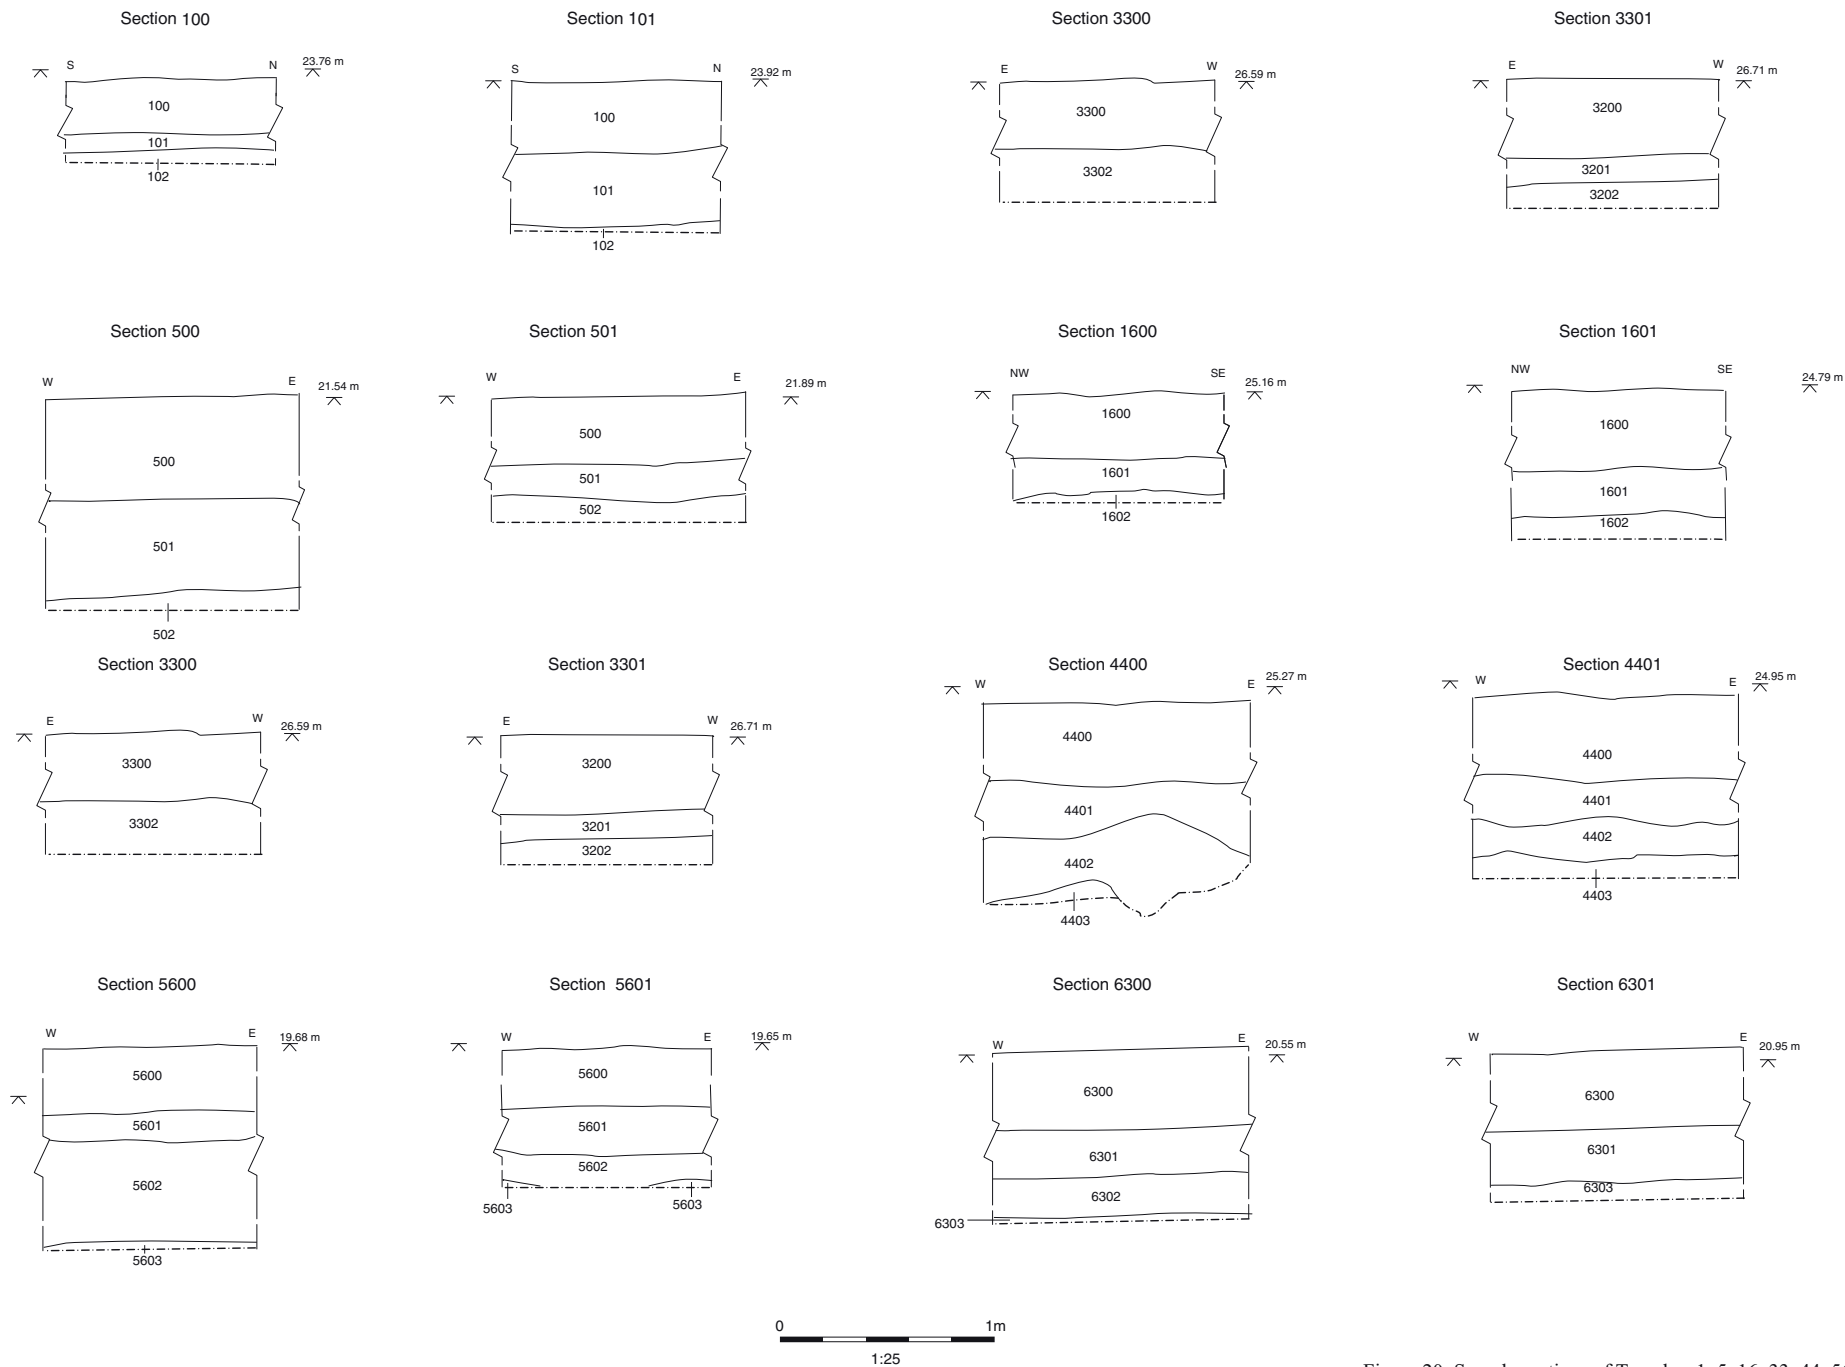 Section 100
Section 101
Section 3300
Section 3301
S N 23.76 m
100
101
102
S N 23.92 m
100
101
102
E W 26.59 m
3300
3302
E W 26.71 m
3200
3201
3202
Section 500
Section 501
Section 1600
Section 1601
W E 21.54 m
500
501
502
W E 21.89 m
500
501
502
NW SE 25.16 m
1600
1601
1602
NW SE 24.79 m
1600
1601
1602
Section 3300
Section 3301
Section 4400
Section 4401
E W 26.59 m
3300
3302
E W 26.71 m
3200
3201
3202
W E 25.27 m
4400
4401
4402
4403
W E 24.95 m
4400
4401
4402
4403
Section 5600
Section 5601
Section 6300
Section 6301
W E 19.68 m
5600
5601
5602
5603
W E 19.65 m
5600
5601
5602
5603 5603
W E 20.55 m
6300
6301
6302
6303
W E 20.95 m
6300
6301
6303
0 1m
1:25